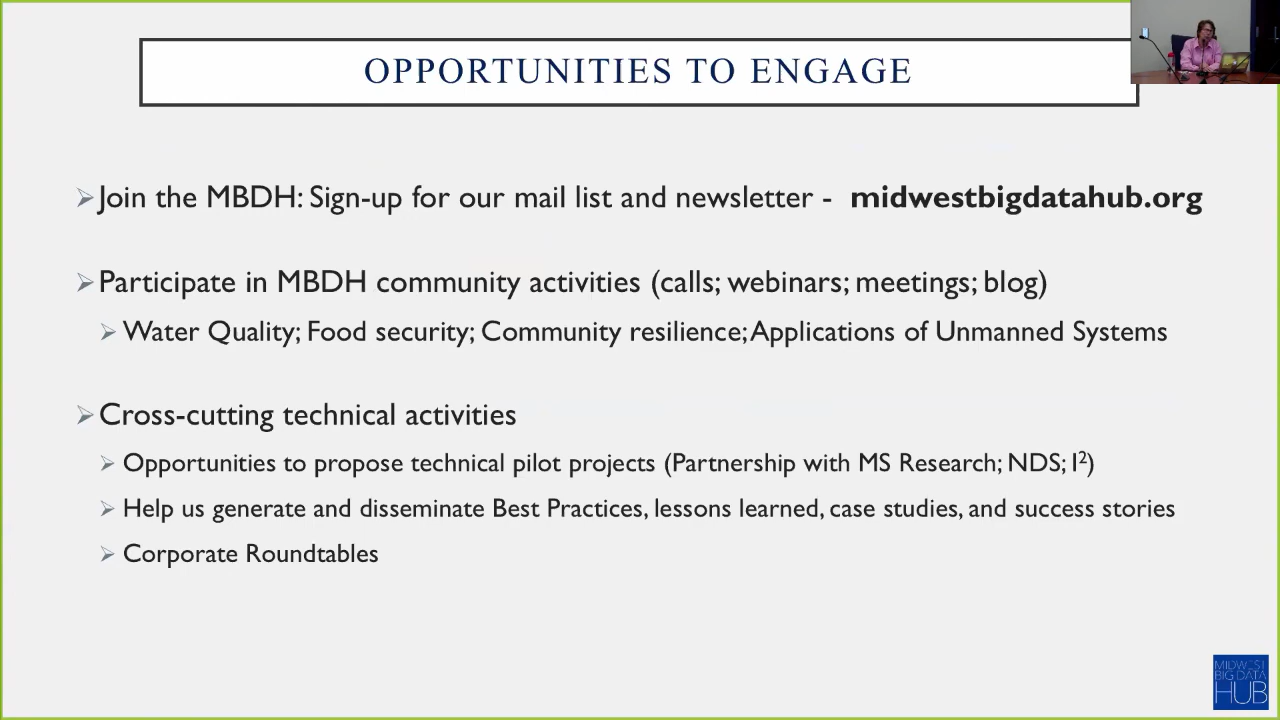 OPPORTUNITIES TO ENGAGE
Join the MBDH: Sign-up for our mail list and newsletter - midwestbigdatahub.org
Participate in MBDH community activities (calls; webinars; meetings; blog)
Water Quality; Food security; Community resilience; Applications of Unmanned Systems
Cross-cutting technical activities
Opportunities to propose technical pilot projects (Partnership with MS Research; NDS; I²)
Help us generate and disseminate Best Practices, lessons learned, case studies, and success stories
Corporate Roundtables
MIDWEST
BIG DATA
HUB